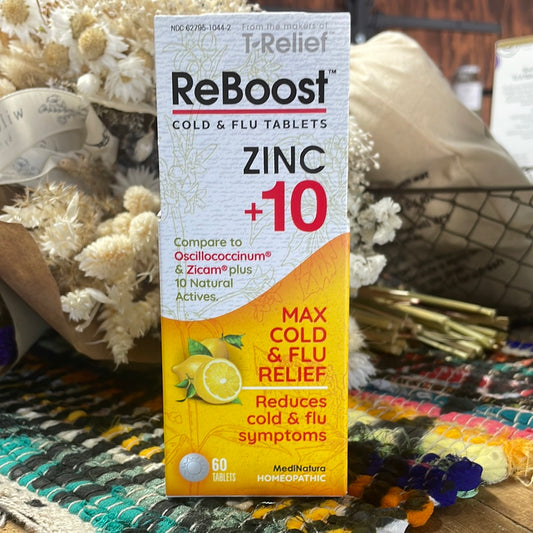 NDC 62795-1044-2
From the makers of
T-Relief
ReBoost™
COLD & FLU TABLETS
ZINC
+10
Compare to
Oscillococcinum®
& Zicam® plus
10 Natural
Actives.
MAX
COLD
& FLU
RELIEF
Reduces
cold & flu
symptoms
60
TABLETS
MediNatura
HOMEOPATHIC